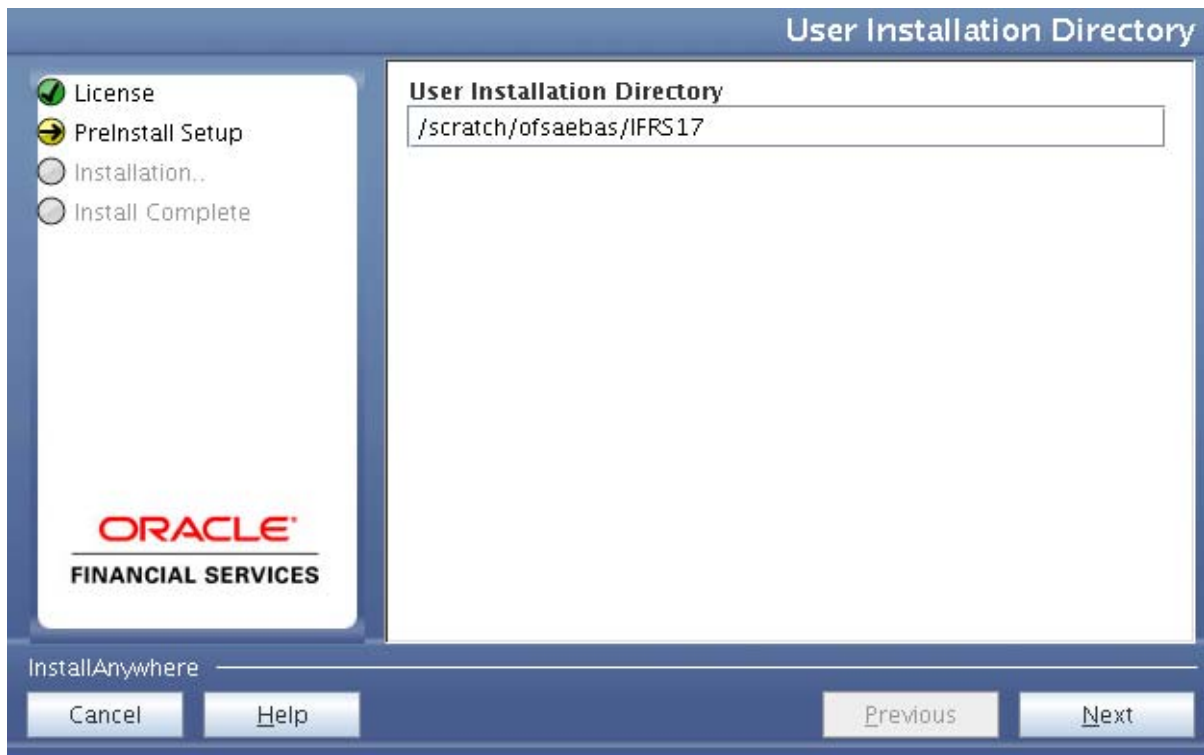 User Installation Directory
License
PreInstall Setup
Installation..
Install Complete
ORACLE
FINANCIAL SERVICES
User Installation Directory
/scratch/ofsaebas/IFRS17
InstallAnywhere
Cancel
Help
Previous
Next